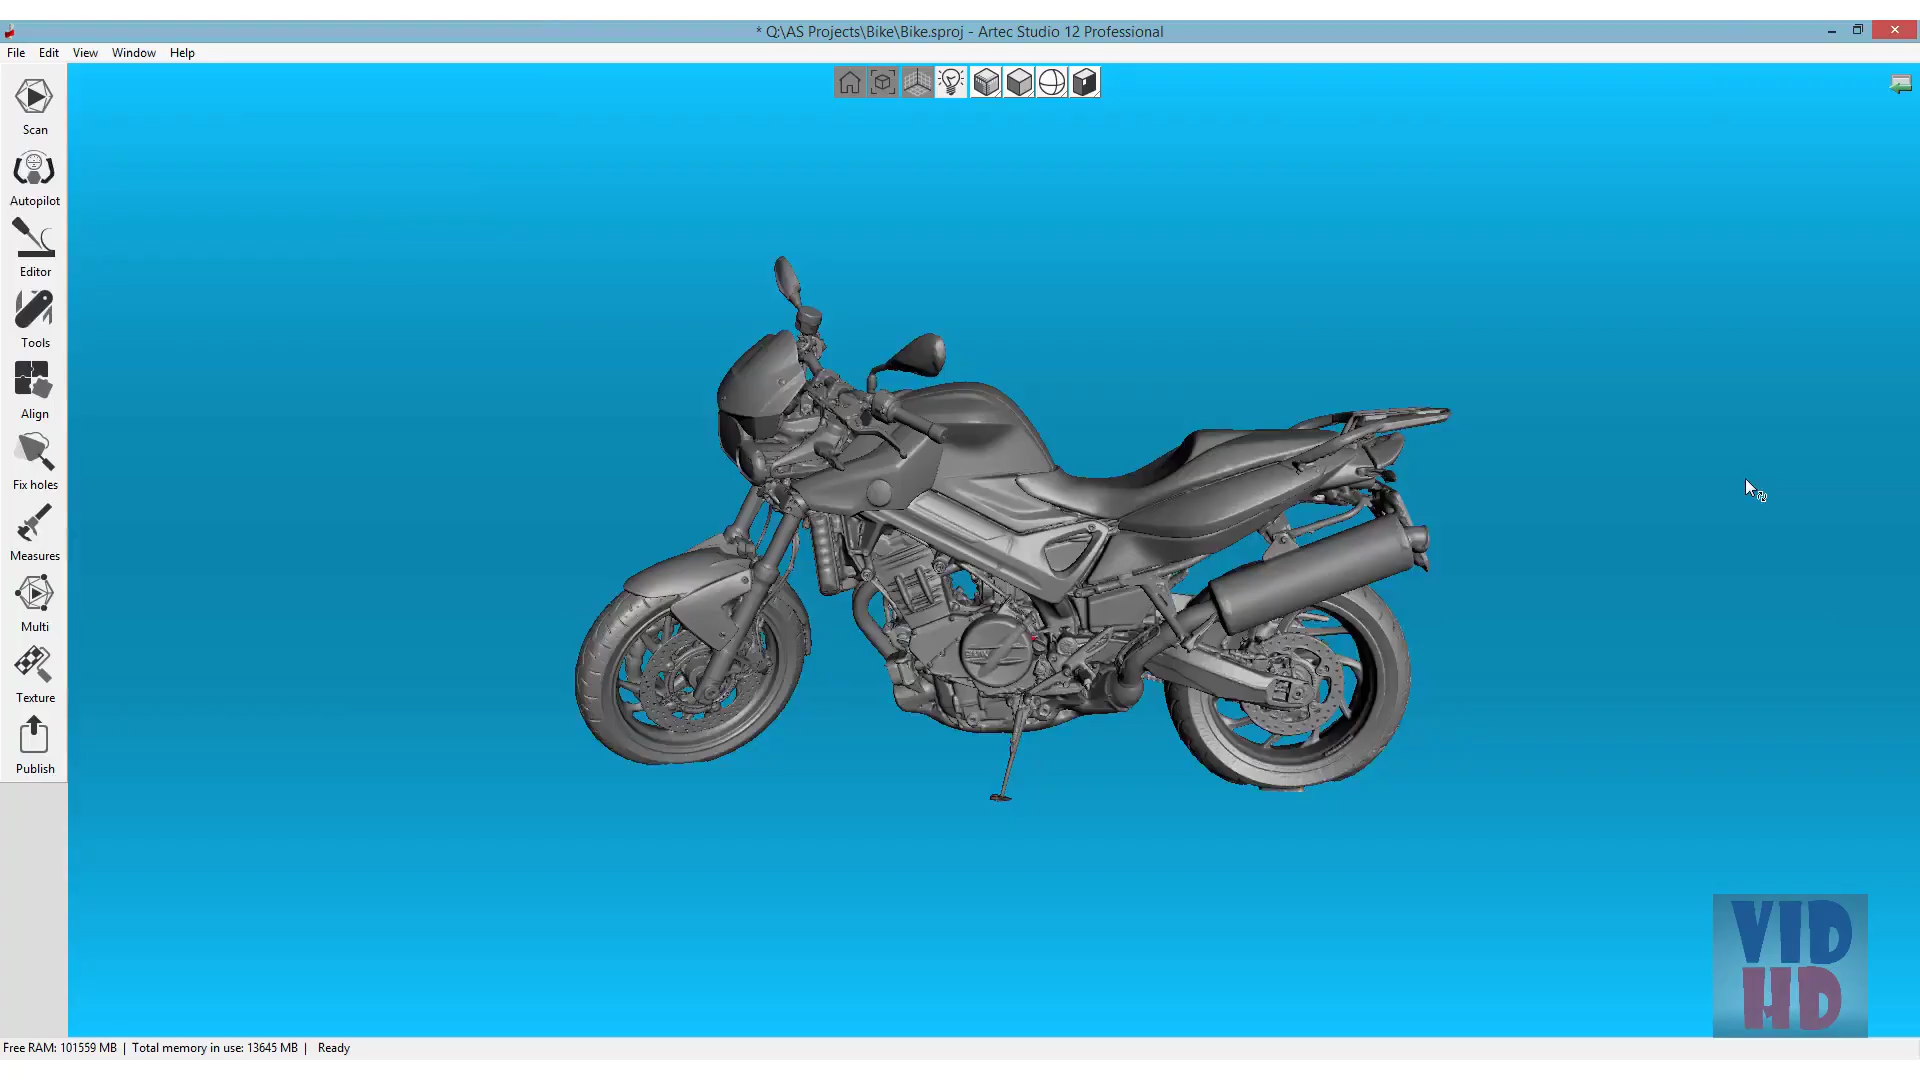 * Q:\AS Projects\Bike\Bike.sproj - Artec Studio 12 Professional
File Edit View Window Help
Scan
Autopilot
Editor
Tools
Align
Fix holes
Measures
Multi
Texture
Publish
VID
HD
Free RAM: 101559 MB | Total memory in use: 13645 MB | Ready